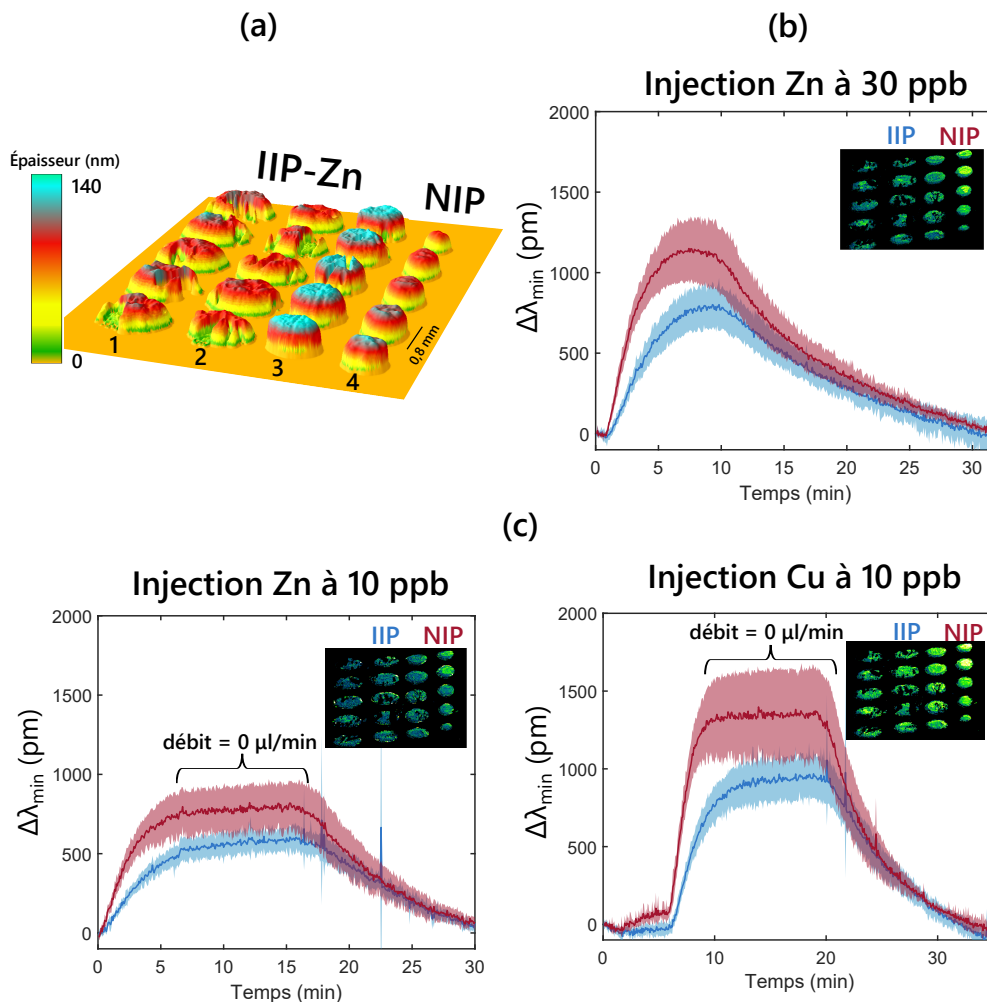 (a)
Épaisseur (nm)
140
0
IIP-Zn
NIP
1
2
3
4
0,8 mm
(b)
Injection Zn à 30 ppb
2000
1500
1000
500
0
Δλmin (pm)
IIP NIP
0 5 10 15 20 25 30
Temps (min)
(c)
Injection Zn à 10 ppb
2000
1500
1000
500
0
Δλmin (pm)
IIP NIP
débit = 0 µl/min
0 5 10 15 20 25 30
Temps (min)
Injection Cu à 10 ppb
2000
1500
1000
500
0
Δλmin (pm)
débit = 0 µl/min
IIP NIP
0 10 20 30
Temps (min)